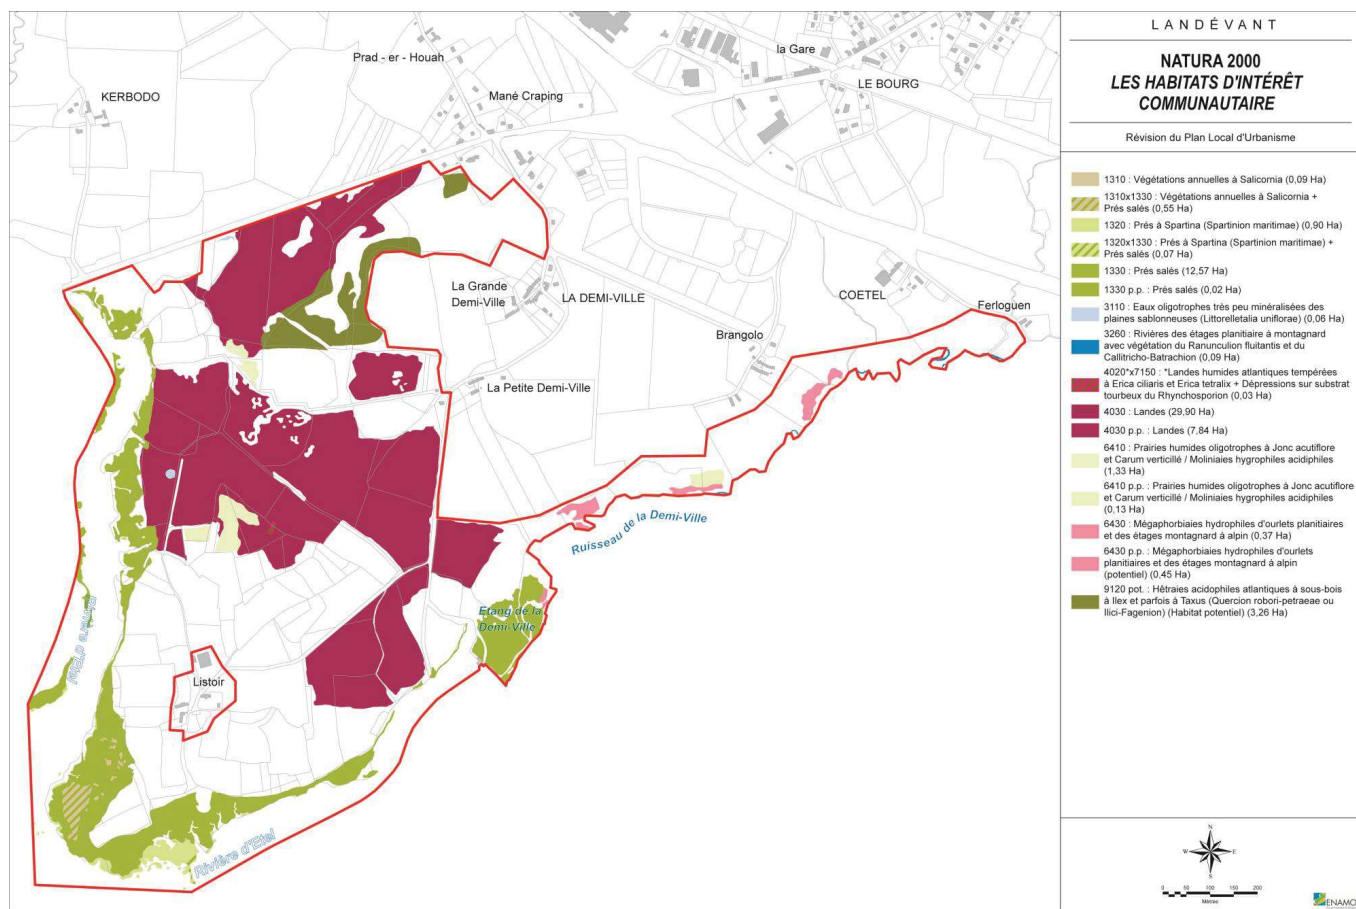 LANDÉVANT
NATURA 2000
LES HABITATS D'INTÉRÊT
COMMUNAUTAIRE
Révision du Plan Local d'Urbanisme
1310 : Végétations annuelles à Salicornia (0,09 Ha)
1310x1330 : Végétations annuelles à Salicornia +
Prés salés (0,55 Ha)
1320 : Prés à Spartina (Spartinion maritimae) (0,90 Ha)
1320x1330 : Prés à Spartina (Spartinion maritimae) +
Prés salés (0,07 Ha)
1330 : Prés salés (12,57 Ha)
1330 p.p. : Prés salés (0,02 Ha)
3110 : Eaux oligotrophes très peu minéralisées des
plaines sablonneuses (Littorelletalia uniflorae) (0,06 Ha)
3260 : Rivières des étages planitiaire à montagnard
avec végétation du Ranunculion fluitantis et du
Callitricho-Batrachion (0,09 Ha)
4020*x7150 : *Landes humides atlantiques tempérées
à Erica ciliaris et Erica tetralix + Dépressions sur substrat
tourbeux du Rhynchosporion (0,03 Ha)
4030 : Landes (29,90 Ha)
4030 p.p. : Landes (7,84 Ha)
6410 : Prairies humides oligotrophes à Jonc acutiflore
et Carum verticillé / Moliniaies hygrophiles acidiphiles
(1,33 Ha)
6410 p.p. : Prairies humides oligotrophes à Jonc acutiflore
et Carum verticillé / Moliniaies hygrophiles acidiphiles
(0,13 Ha)
6430 : Mégaphorbiaies hydrophiles d'ourlets planitiaires
et des étages montagnard à alpin (0,37 Ha)
6430 p.p. : Mégaphorbiaies hydrophiles d'ourlets
planitiaires et des étages montagnard à alpin
(potentiel) (0,45 Ha)
9120 pot. : Hêtraies acidophiles atlantiques à sous-bois
à Ilex et parfois à Taxus (Quercion robori-petraeae ou
Ilici-Fagenion) (Habitat potentiel) (3,26 Ha)
N
W
E
S
0 50 100 150 200
Mètres
ENAMO
Prad - er - Houah
la Gare
KERBODO
Mané Craping
LE BOURG
La Grande
Demi-Ville
LA DEMI-VILLE
COETEL
Ferloguen
Brangolo
La Petite Demi-Ville
Ruisseau de la Demi-Ville
Etang de la
Demi-Ville
Rivière d'Etel
Listoir
Rivière d'Etel